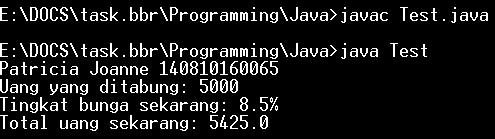 E:\DOCS\task.bbr\Programming\Java>javac Test.java
E:\DOCS\task.bbr\Programming\Java>java Test
Patricia Joanne 140810160065
Uang yang ditabung: 5000
Tingkat bunga sekarang: 8.5%
Total uang sekarang: 5425.0